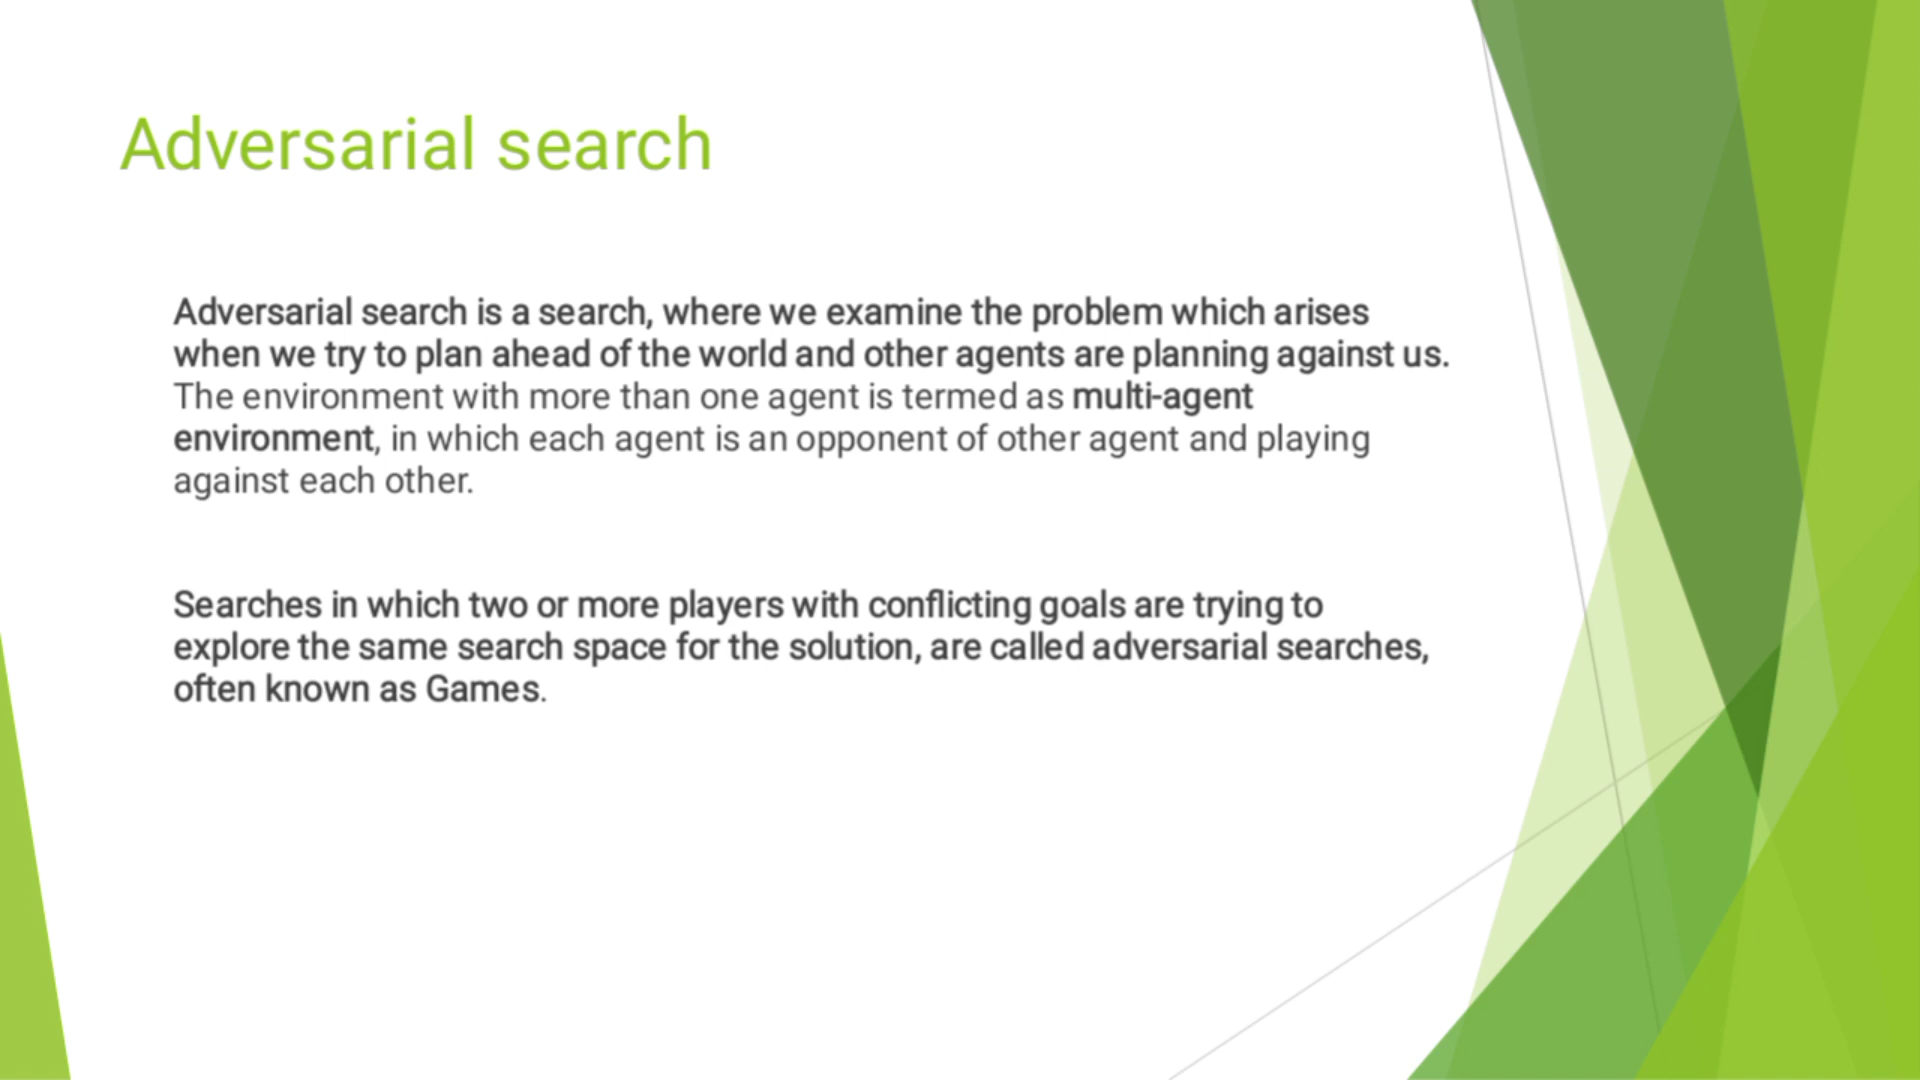 Adversarial search
Adversarial search is a search, where we examine the problem which arises
when we try to plan ahead of the world and other agents are planning against us.
The environment with more than one agent is termed as multi-agent
environment, in which each agent is an opponent of other agent and playing
against each other.
Searches in which two or more players with conflicting goals are trying to
explore the same search space for the solution, are called adversarial searches,
often known as Games.